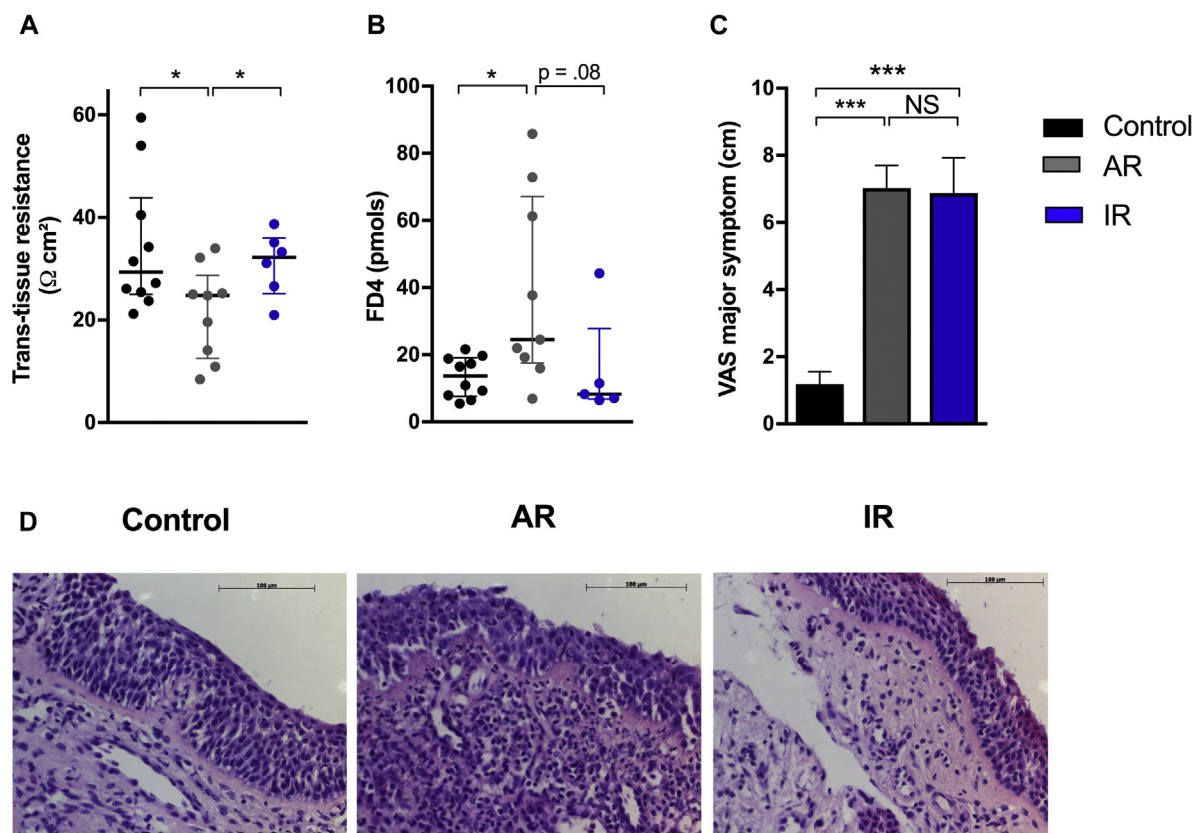 A
Trans-tissue resistance
(Ω cm²)
60
40
20
0
*
*
B
FD4 (pmols)
100
80
60
40
20
0
*
p = .08
C
VAS major symptom (cm)
10
8
6
4
2
0
***
***
NS
Control
AR
IR
D
Control
AR
IR
100 µm
100 µm
100 µm